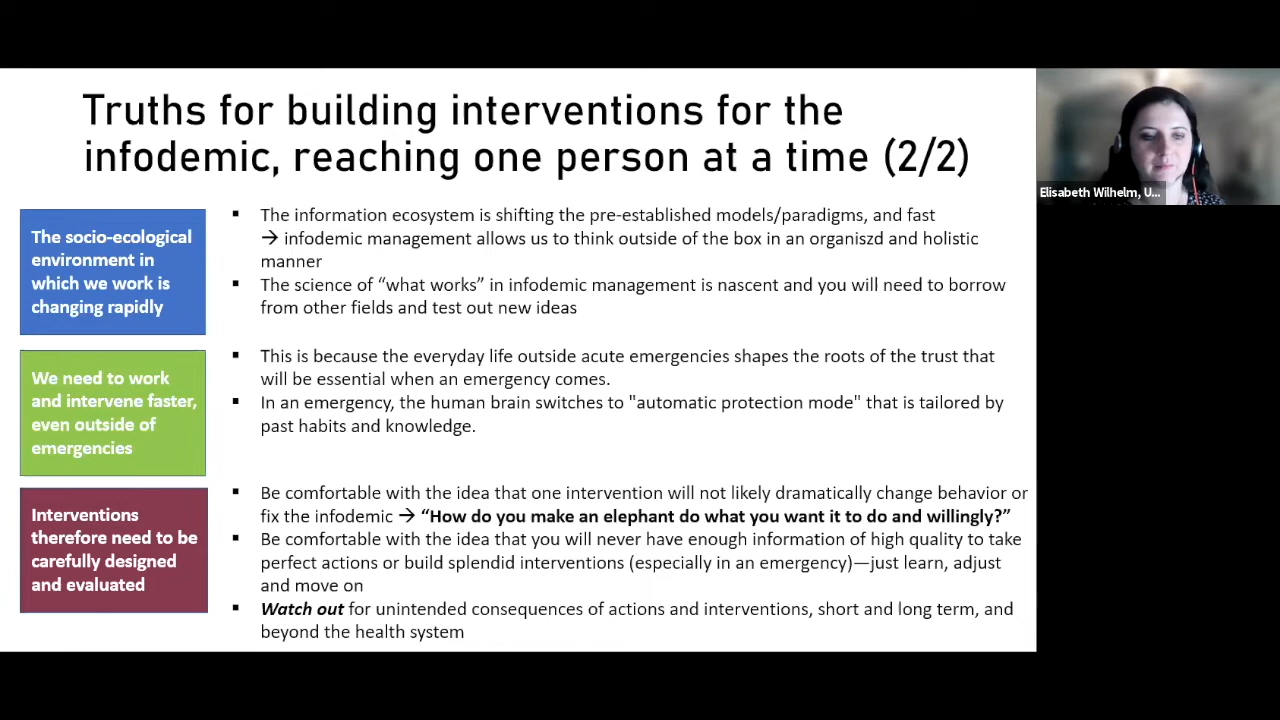 Truths for building interventions for the
infodemic, reaching one person at a time (2/2)
Elisabeth Wilhelm, U...
The socio-ecological
environment in
which we work is
changing rapidly
▪ The information ecosystem is shifting the pre-established models/paradigms, and fast
→ infodemic management allows us to think outside of the box in an organiszd and holistic
manner
▪ The science of “what works” in infodemic management is nascent and you will need to borrow
from other fields and test out new ideas
We need to work
and intervene faster,
even outside of
emergencies
▪ This is because the everyday life outside acute emergencies shapes the roots of the trust that
will be essential when an emergency comes.
▪ In an emergency, the human brain switches to "automatic protection mode" that is tailored by
past habits and knowledge.
Interventions
therefore need to be
carefully designed
and evaluated
▪ Be comfortable with the idea that one intervention will not likely dramatically change behavior or
fix the infodemic → “How do you make an elephant do what you want it to do and willingly?”
▪ Be comfortable with the idea that you will never have enough information of high quality to take
perfect actions or build splendid interventions (especially in an emergency)—just learn, adjust
and move on
▪ Watch out for unintended consequences of actions and interventions, short and long term, and
beyond the health system